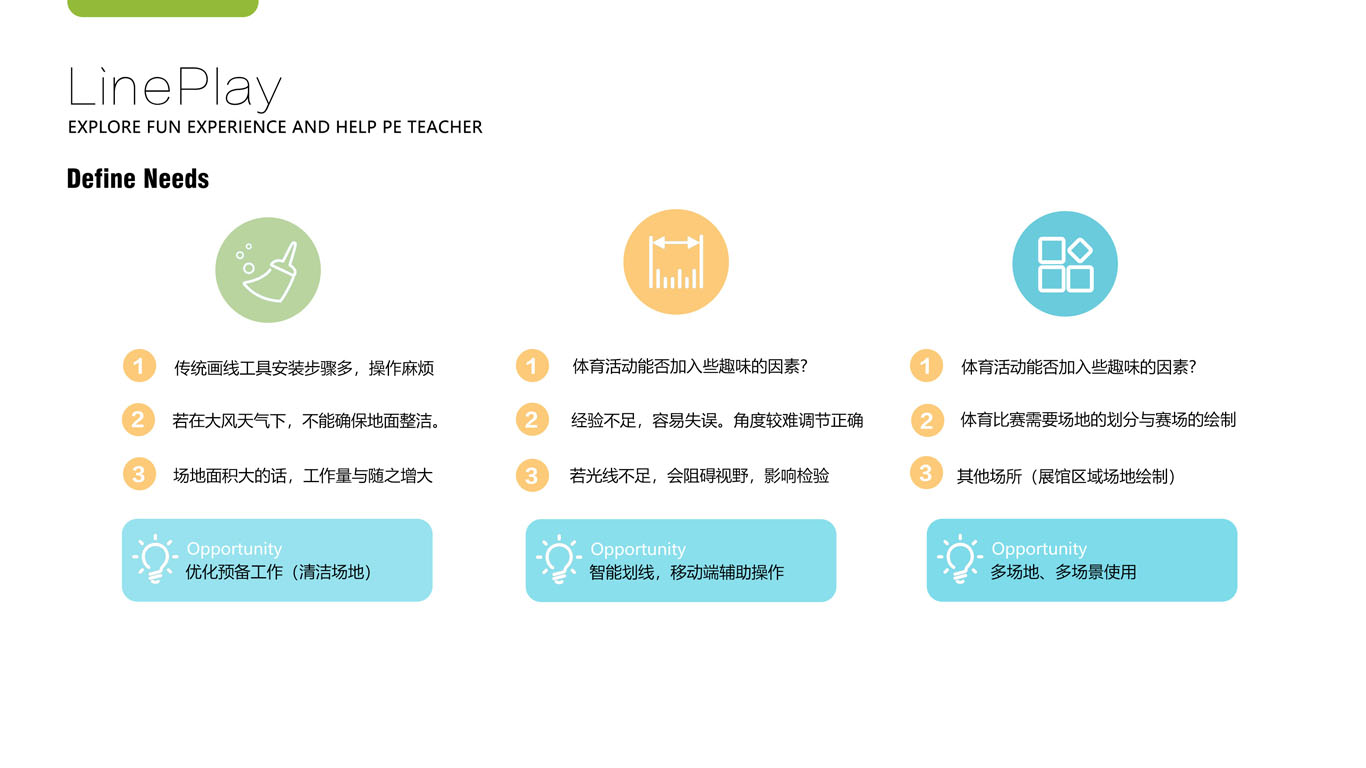 LinePlay
EXPLORE FUN EXPERIENCE AND HELP PE TEACHER
Define Needs
1 传统画线工具安装步骤多，操作麻烦
2 若在大风天气下，不能确保地面整洁。
3 场地面积大的话，工作量与随之增大
Opportunity
优化预备工作（清洁场地）
1 体育活动能否加入些趣味的因素?
2 经验不足，容易失误。角度较难调节正确
3 若光线不足，会阻碍视野，影响检验
Opportunity
智能划线，移动端辅助操作
1 体育活动能否加入些趣味的因素?
2 体育比赛需要场地的划分与赛场的绘制
3 其他场所（展馆区域场地绘制）
Opportunity
多场地、多场景使用